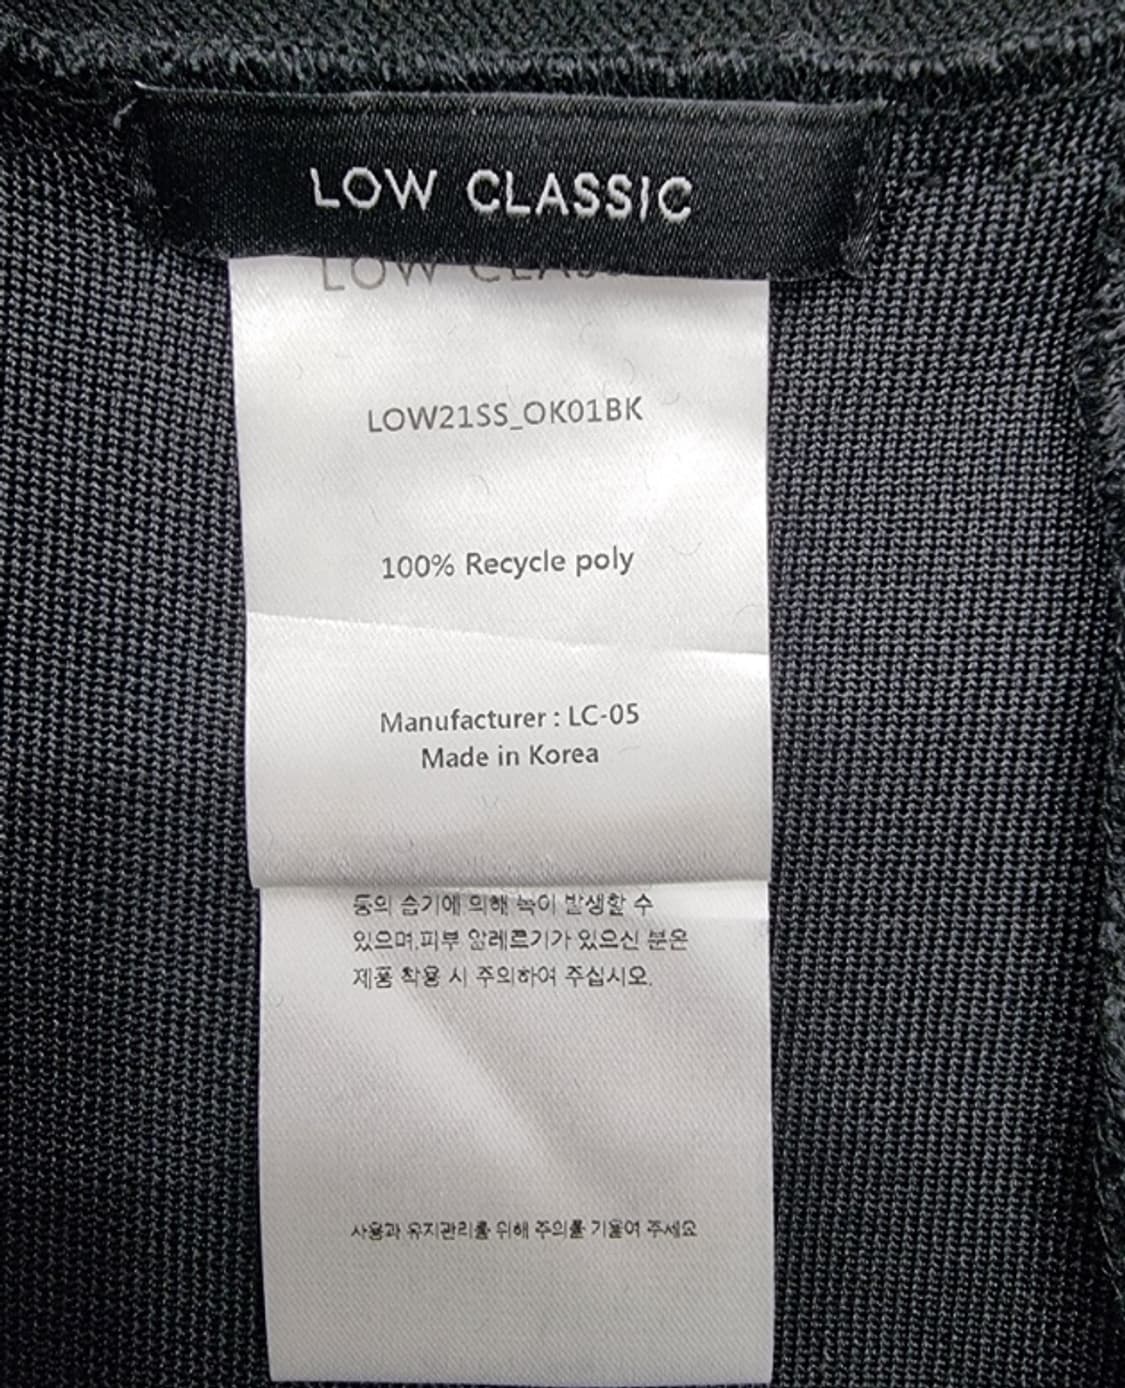 LOW CLASSIC
LOW CLASS
LOW21SS_OK01BK
100% Recycle poly
Manufacturer : LC-05
Made in Korea
등의 습기에 의해 녹이 발생할 수
있으며,피부 알레르기가 있으신 분은
제품 착용 시 주의하여 주십시오.
사용과 유지관리를 위해 주의를 기울여 주세요